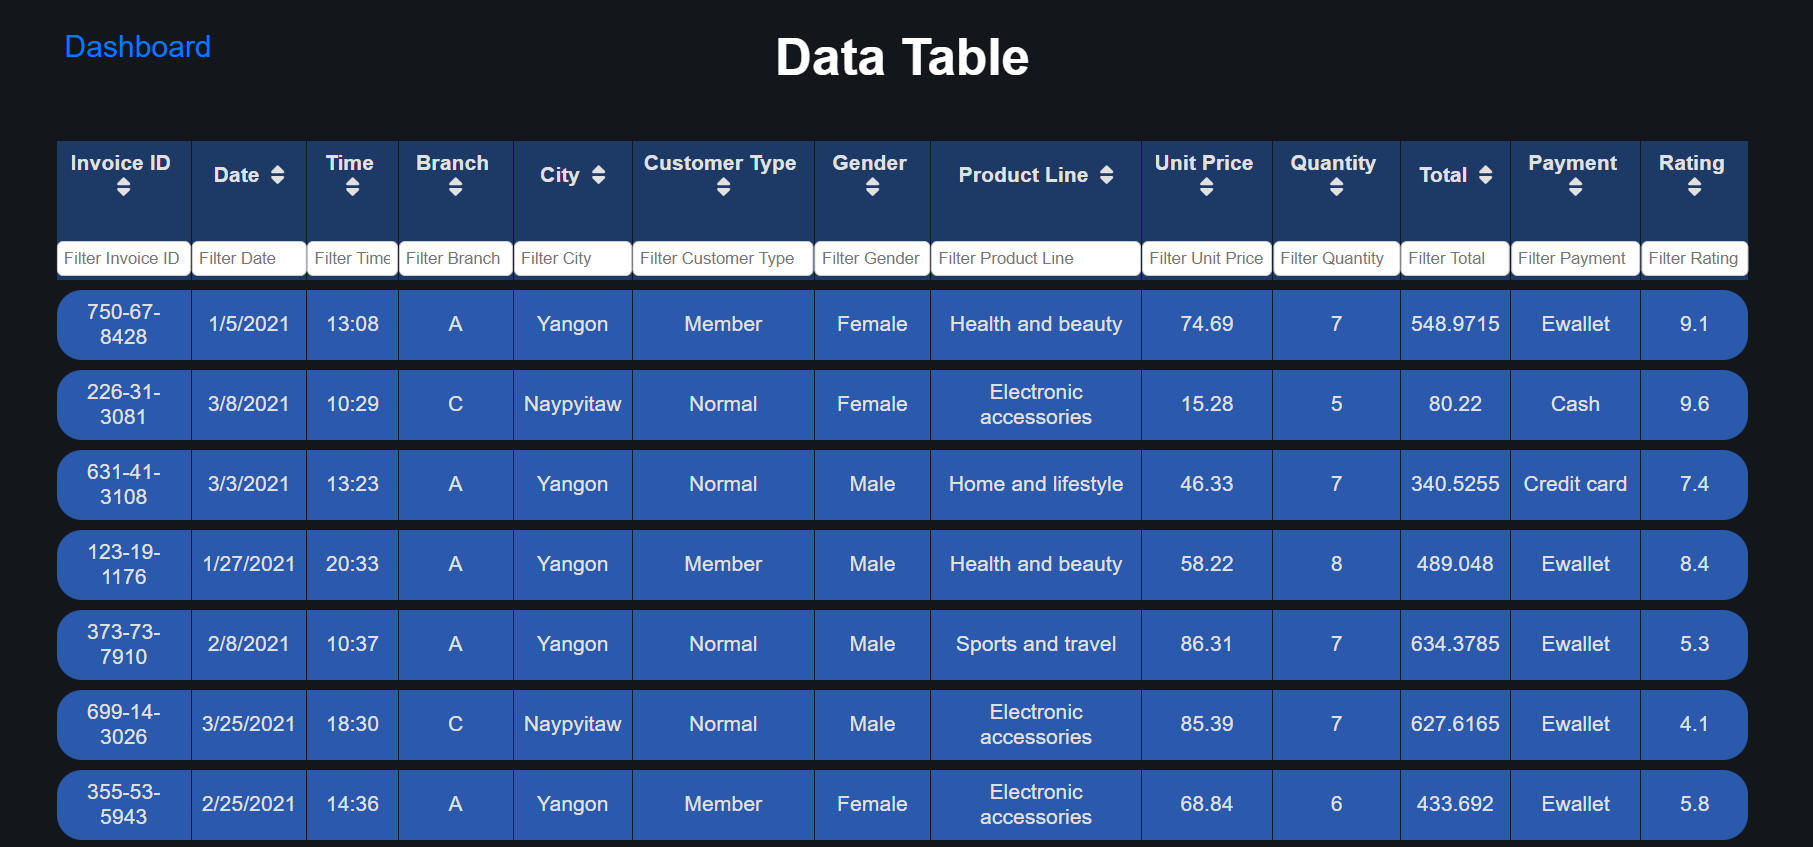 Dashboard
Data Table
Invoice ID Date Time Branch City Customer Type Gender Product Line Unit Price Quantity Total Payment Rating
Filter Invoice ID Filter Date Filter Time Filter Branch Filter City Filter Customer Type Filter Gender Filter Product Line Filter Unit Price Filter Quantity Filter Total Filter Payment Filter Rating
750-67-
8428 1/5/2021 13:08 A Yangon Member Female Health and beauty 74.69 7 548.9715 Ewallet 9.1
226-31-
3081 3/8/2021 10:29 C Naypyitaw Normal Female Electronic
accessories 15.28 5 80.22 Cash 9.6
631-41-
3108 3/3/2021 13:23 A Yangon Normal Male Home and lifestyle 46.33 7 340.5255 Credit card 7.4
123-19-
1176 1/27/2021 20:33 A Yangon Member Male Health and beauty 58.22 8 489.048 Ewallet 8.4
373-73-
7910 2/8/2021 10:37 A Yangon Normal Male Sports and travel 86.31 7 634.3785 Ewallet 5.3
699-14-
3026 3/25/2021 18:30 C Naypyitaw Normal Male Electronic
accessories 85.39 7 627.6165 Ewallet 4.1
355-53-
5943 2/25/2021 14:36 A Yangon Member Female Electronic
accessories 68.84 6 433.692 Ewallet 5.8